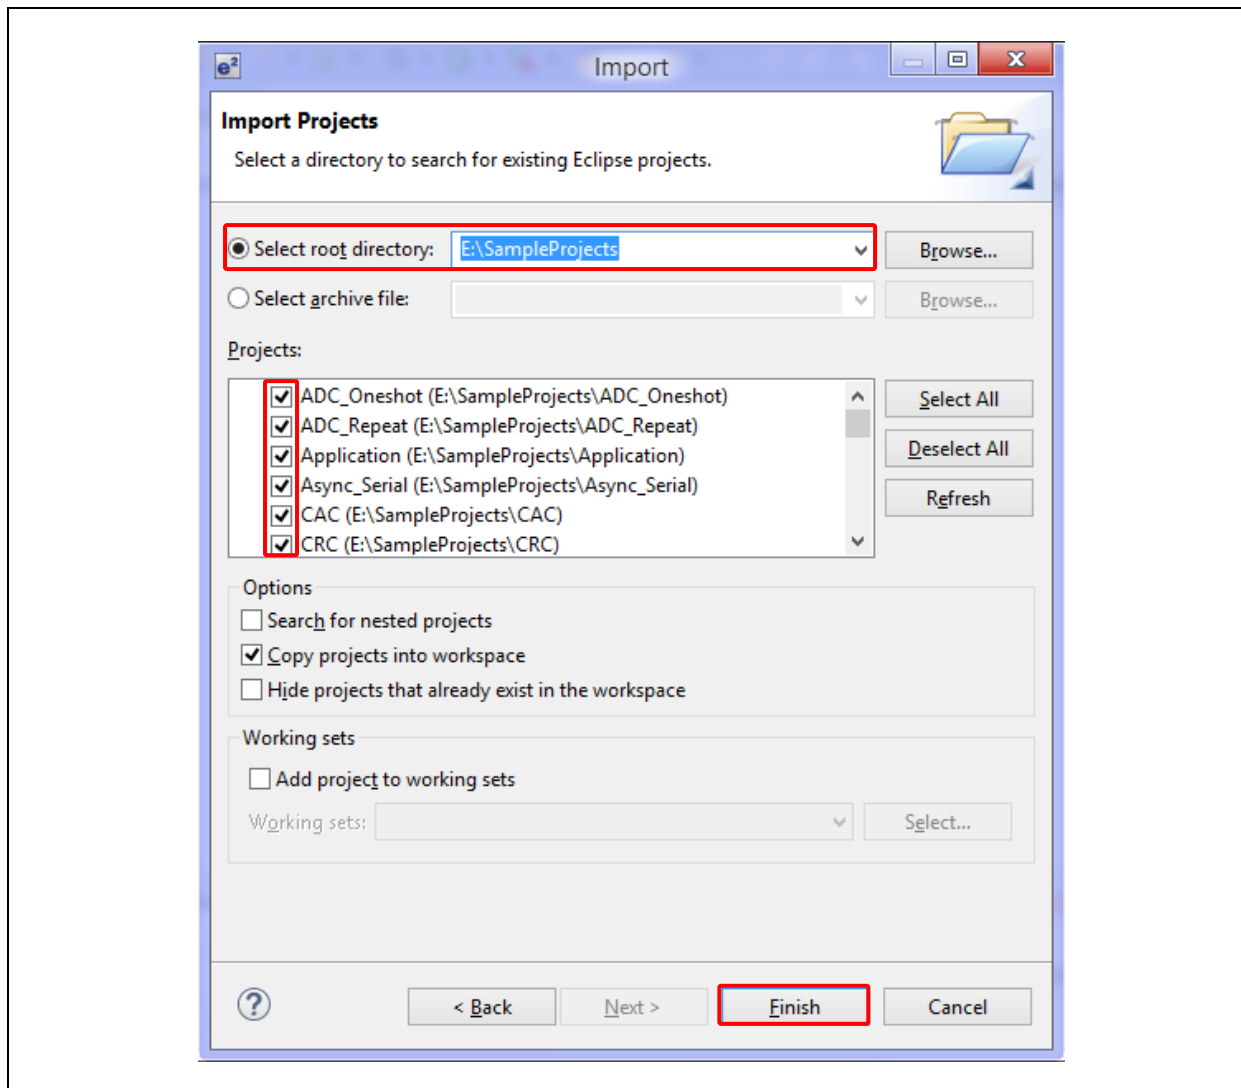 e²
Import
Import Projects
Select a directory to search for existing Eclipse projects.
Select root directory: E:\SampleProjects Browse...
Select archive file: Browse...
Projects:
ADC_Oneshot (E:\SampleProjects\ADC_Oneshot)
ADC_Repeat (E:\SampleProjects\ADC_Repeat)
Application (E:\SampleProjects\Application)
Async_Serial (E:\SampleProjects\Async_Serial)
CAC (E:\SampleProjects\CAC)
CRC (E:\SampleProjects\CRC)
Select All
Deselect All
Refresh
Options
Search for nested projects
Copy projects into workspace
Hide projects that already exist in the workspace
Working sets
Add project to working sets
Working sets: Select...
? < Back Next > Finish Cancel